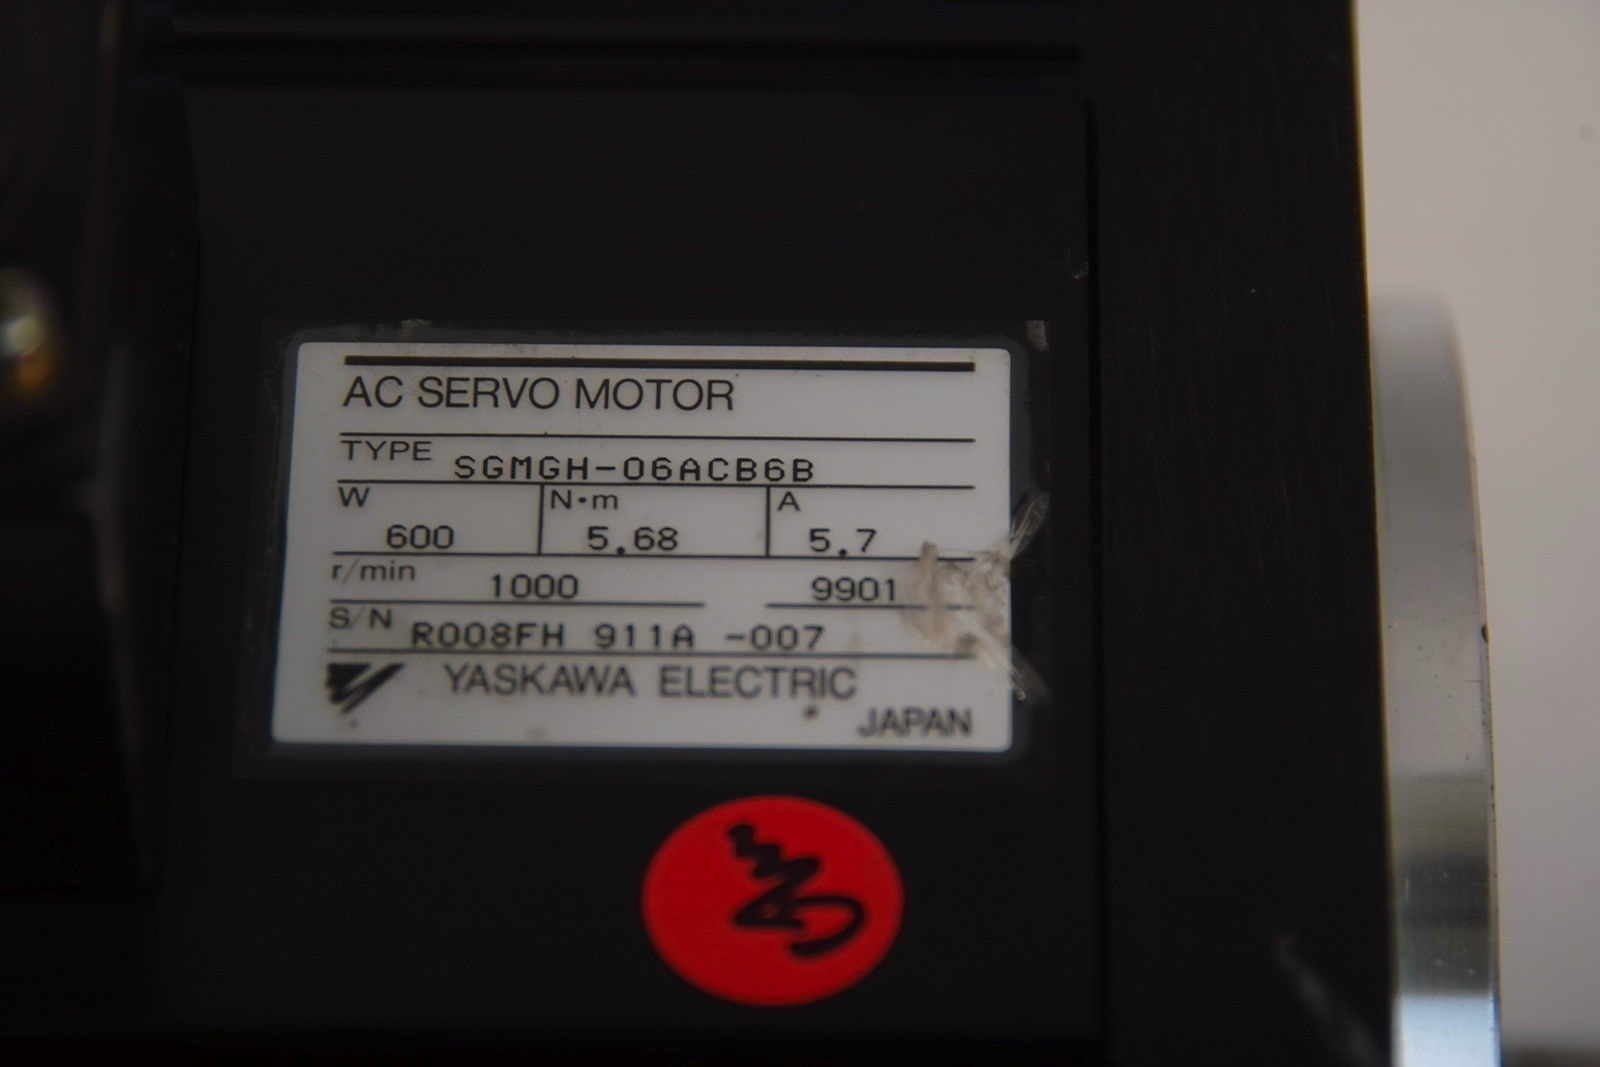 AC SERVO MOTOR
TYPE SGMGH-06ACB6B
W N·m A
600 5.68 5.7
r/min 1000 9901
S/N R008FH 911A -007
YASKAWA ELECTRIC
JAPAN